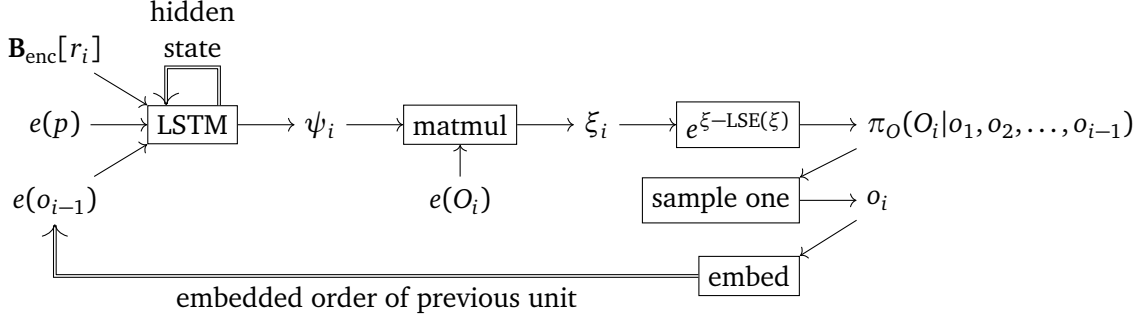 hidden
state
𝐁_enc[r_i]
e(p)
LSTM
ψ_i
matmul
ξ_i
e^{ξ−LSE(ξ)}
π_O(O_i|o_1, o_2, . . . , o_{i−1})
e(o_{i−1})
e(O_i)
sample one
o_i
embed
embedded order of previous unit